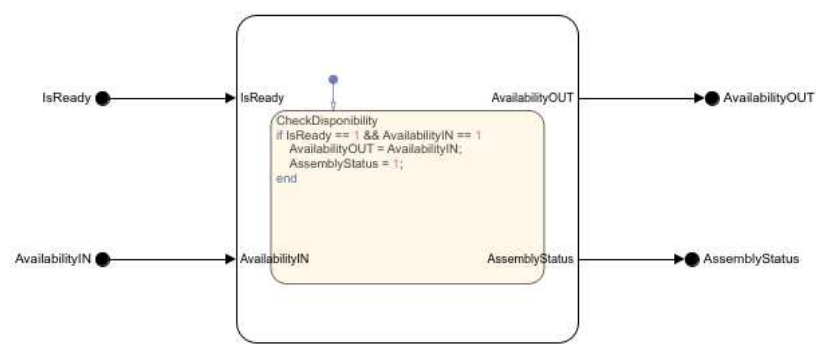 IsReady
IsReady
AvailabilityOUT
AvailabilityOUT
CheckDisponibility
if IsReady == 1 && AvailabilityIN == 1
AvailabilityOUT = AvailabilityIN;
AssemblyStatus = 1;
end
AvailabilityIN
AvailabilityIN
AssemblyStatus
AssemblyStatus